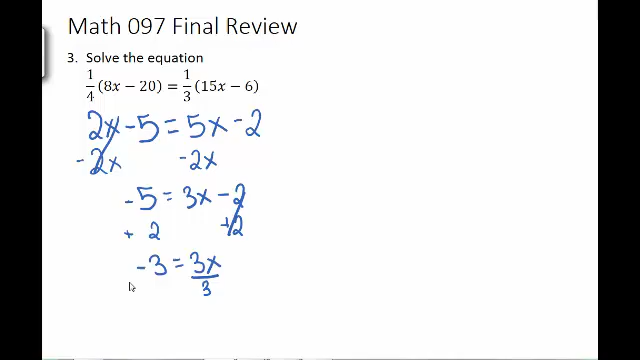 Math 097 Final Review
3. Solve the equation
1/4 (8x − 20) = 1/3 (15x − 6)
2x - 5 = 5x - 2
- 2x - 2x
- 5 = 3x - 2
+ 2 + 2
- 3 = 3x
3